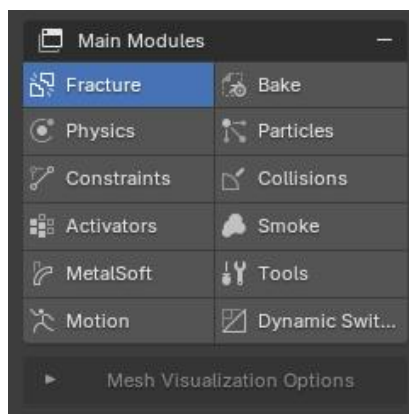 Main Modules
Fracture Bake
Physics Particles
Constraints Collisions
Activators Smoke
MetalSoft Tools
Motion Dynamic Swit...
Mesh Visualization Options